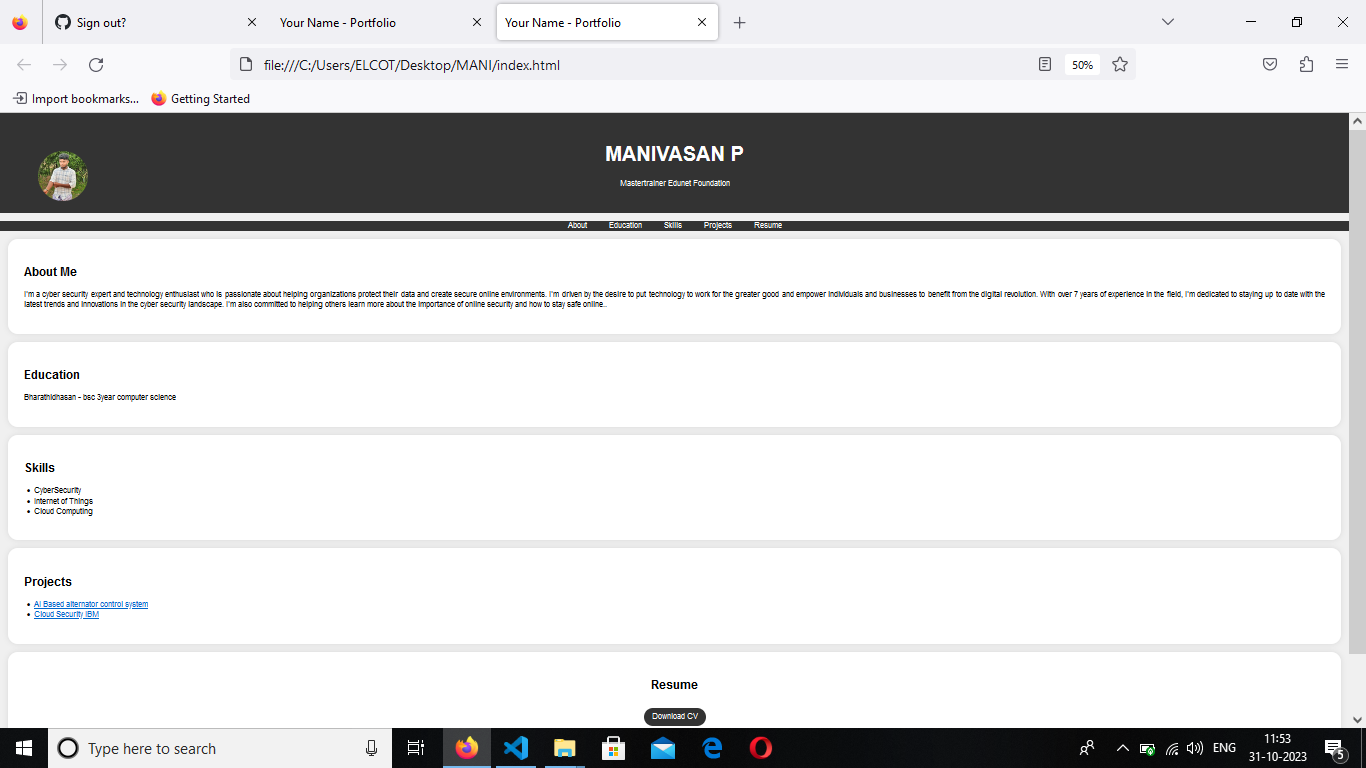 Sign out?
Your Name - Portfolio
Your Name - Portfolio
file:///C:/Users/ELCOT/Desktop/MANI/index.html
50%
Import bookmarks...
Getting Started
MANIVASAN P
Mastertrainer Edunet Foundation
About Education Skills Projects Resume
About Me
I'm a cyber security expert and technology enthusiast who is passionate about helping organizations protect their data and create secure online environments. I'm driven by the desire to put technology to work for the greater good and empower individuals and businesses to benefit from the digital revolution. With over 7 years of experience in the field, I'm dedicated to staying up to date with the
latest trends and innovations in the cyber security landscape. I'm also committed to helping others learn more about the importance of online security and how to stay safe online..
Education
Bharathidhasan - bsc 3year computer science
Skills
CyberSecurity
Internet of Things
Cloud Computing
Projects
AI Based alternator control system
Cloud Security IBM
Resume
Download CV
Type here to search
ENG
11:53
31-10-2023
5